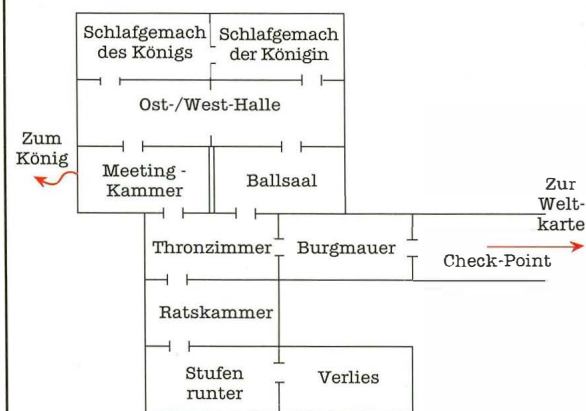 Schlafgemach
des Königs
Schlafgemach
der Königin
Ost-/West-Halle
Zum
König
Meeting -
Kammer
Ballsaal
Zur
Welt-
karte
Thronzimmer
Burgmauer
Check-Point
Ratskammer
Stufen
runter
Verlies